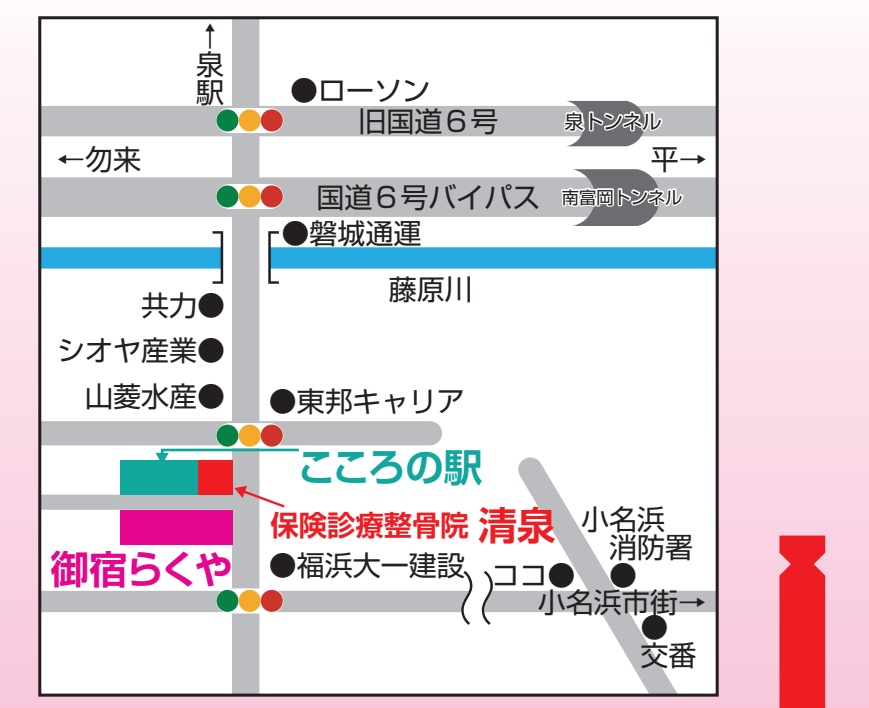 ↑泉駅
●ローソン
旧国道6号
泉トンネル
←勿来
平→
国道6号バイパス
南富岡トンネル
●磐城通運
藤原川
共力●
シオヤ産業●
山菱水産●
●東邦キャリア
こころの駅
保険診療整骨院 清泉
御宿らくや
●福浜大一建設
ココ●
小名浜
消防署
小名浜市街→
交番